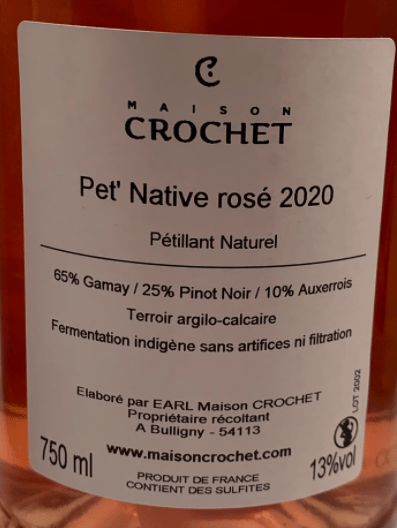 MAISON
CROCHET
Pet' Native rosé 2020
Pétillant Naturel
65% Gamay / 25% Pinot Noir / 10% Auxerrois
Terroir argilo-calcaire
Fermentation indigène sans artifices ni filtration
Elaboré par EARL Maison CROCHET
Propriétaire récoltant
A Bulligny - 54113
www.maisoncrochet.com
LOT 2002
750 ml
13%vol
PRODUIT DE FRANCE
CONTIENT DES SULFITES